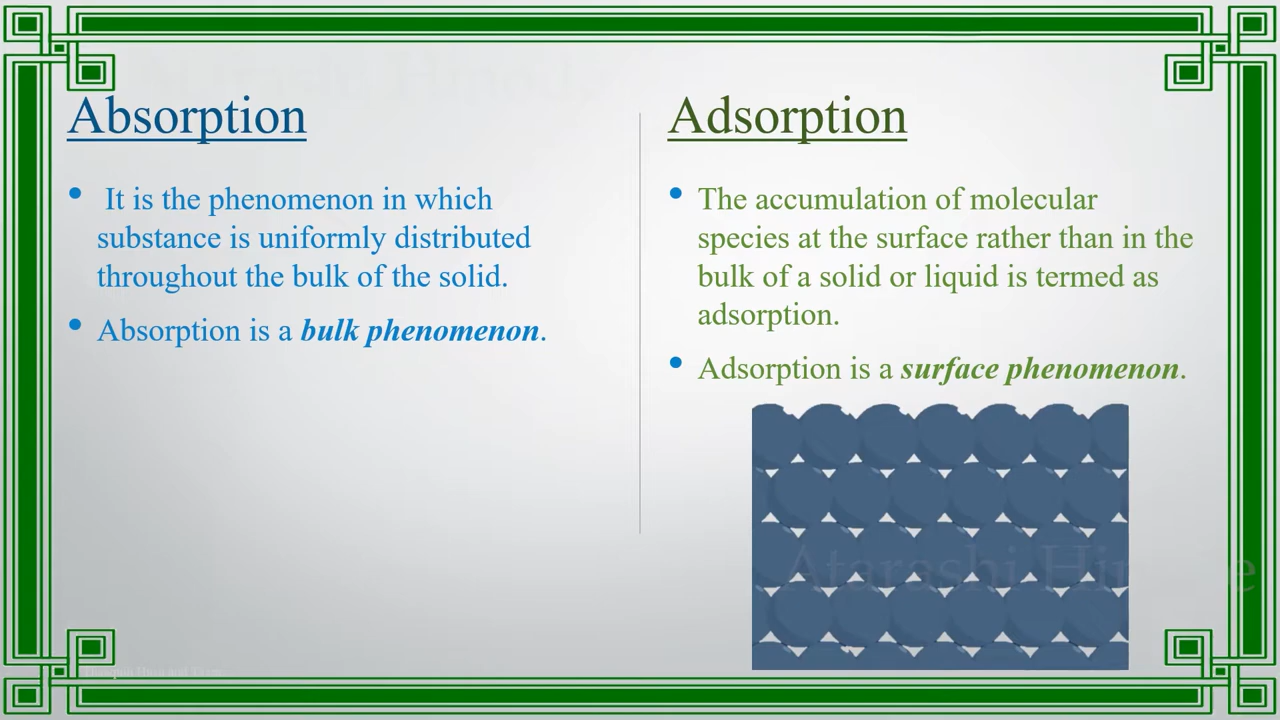 Absorption
• It is the phenomenon in which
substance is uniformly distributed
throughout the bulk of the solid.
• Absorption is a bulk phenomenon.
Adsorption
• The accumulation of molecular
species at the surface rather than in the
bulk of a solid or liquid is termed as
adsorption.
• Adsorption is a surface phenomenon.
Atarashi